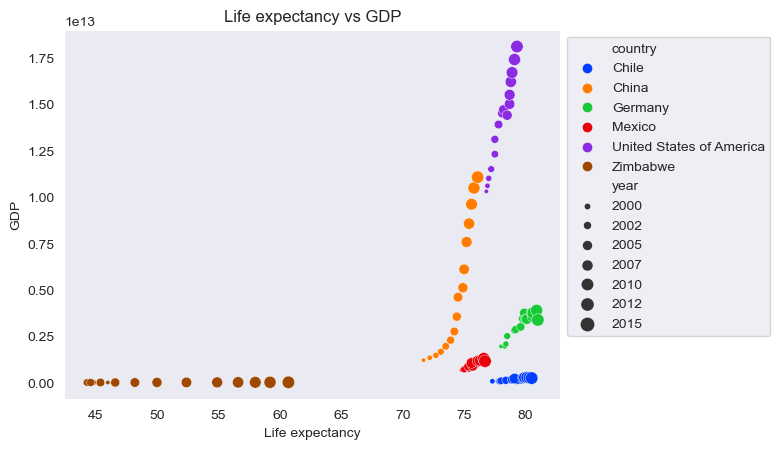 Life expectancy vs GDP
1e13
1.75
1.50
1.25
1.00
0.75
0.50
0.25
0.00
GDP
45 50 55 60 65 70 75 80
Life expectancy
country
Chile
China
Germany
Mexico
United States of America
Zimbabwe
year
2000
2002
2005
2007
2010
2012
2015